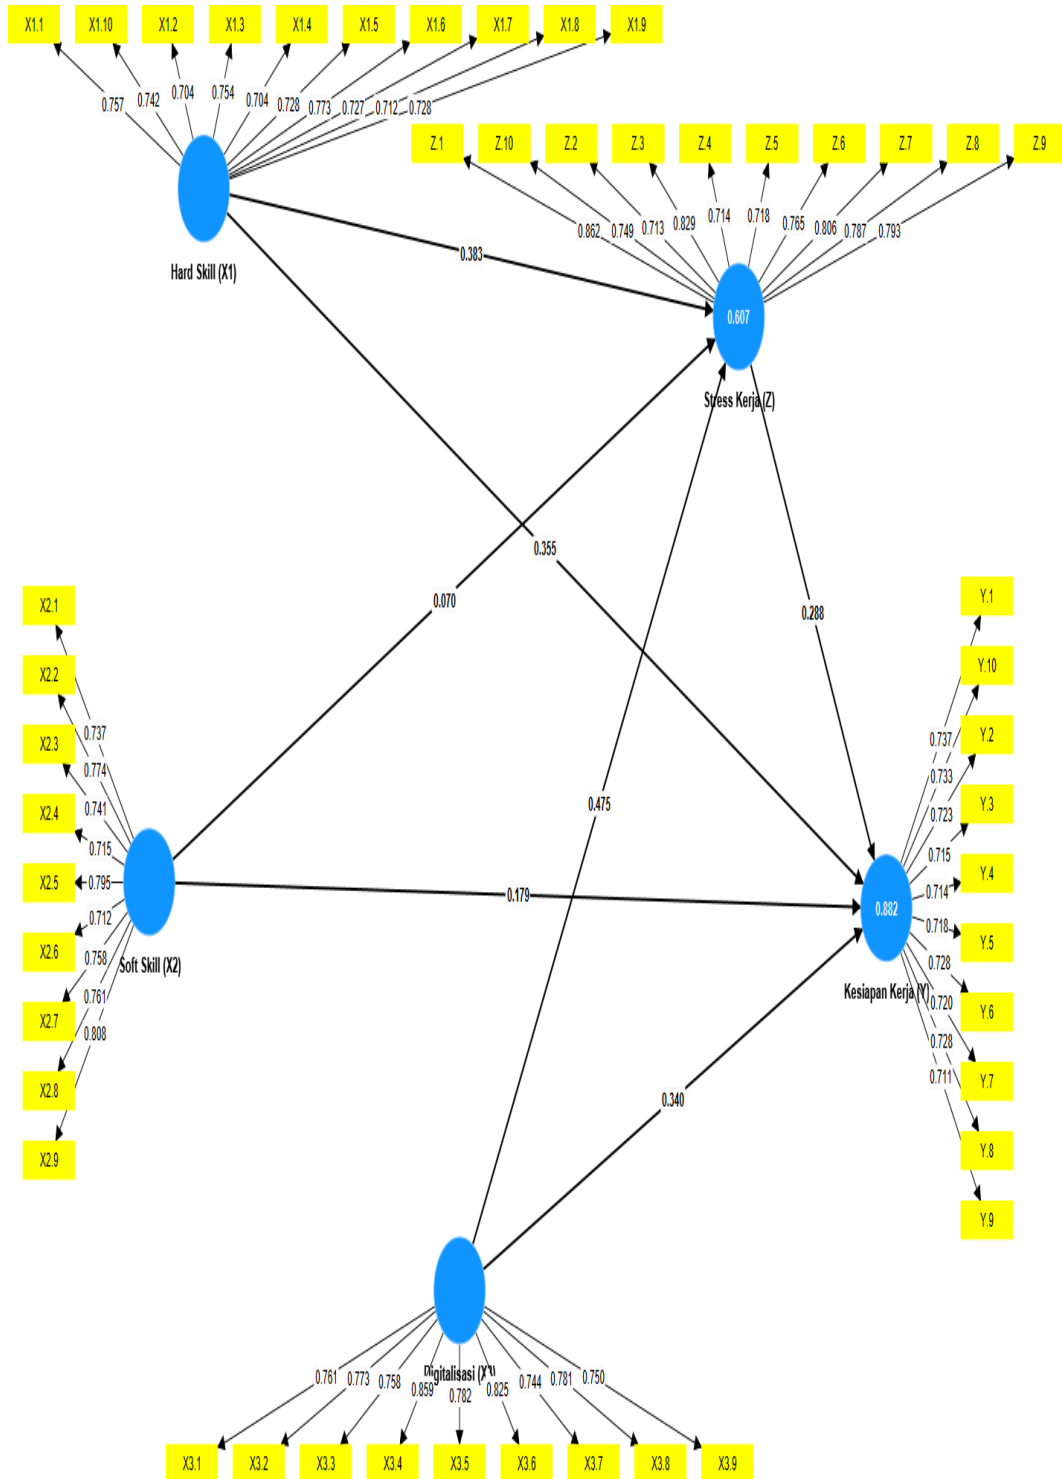 X1.1
X1.10
X1.2
X1.3
X1.4
X1.5
X1.6
X1.7
X1.8
X1.9
0.757
0.742
0.704
0.754
0.704
0.728
0.773
0.727
0.712
0.728
Hard Skill (X1)
Z.1
Z.10
Z.2
Z.3
Z.4
Z.5
Z.6
Z.7
Z.8
Z.9
0.862
0.749
0.713
0.829
0.714
0.718
0.765
0.806
0.787
0.793
0.383
0.607
Stress Kerja (Z)
0.355
0.070
0.288
0.475
0.179
0.340
X2.1
X2.2
X2.3
X2.4
X2.5
X2.6
X2.7
X2.8
X2.9
0.737
0.774
0.741
0.715
0.795
0.712
0.758
0.761
0.808
Soft Skill (X2)
Y.1
Y.10
Y.2
Y.3
Y.4
Y.5
Y.6
Y.7
Y.8
Y.9
0.737
0.733
0.723
0.715
0.714
0.718
0.728
0.720
0.728
0.711
0.882
Kesiapan Kerja (Y)
Digitalisasi (X3)
0.761
0.773
0.758
0.859
0.782
0.825
0.744
0.781
0.750
X3.1
X3.2
X3.3
X3.4
X3.5
X3.6
X3.7
X3.8
X3.9